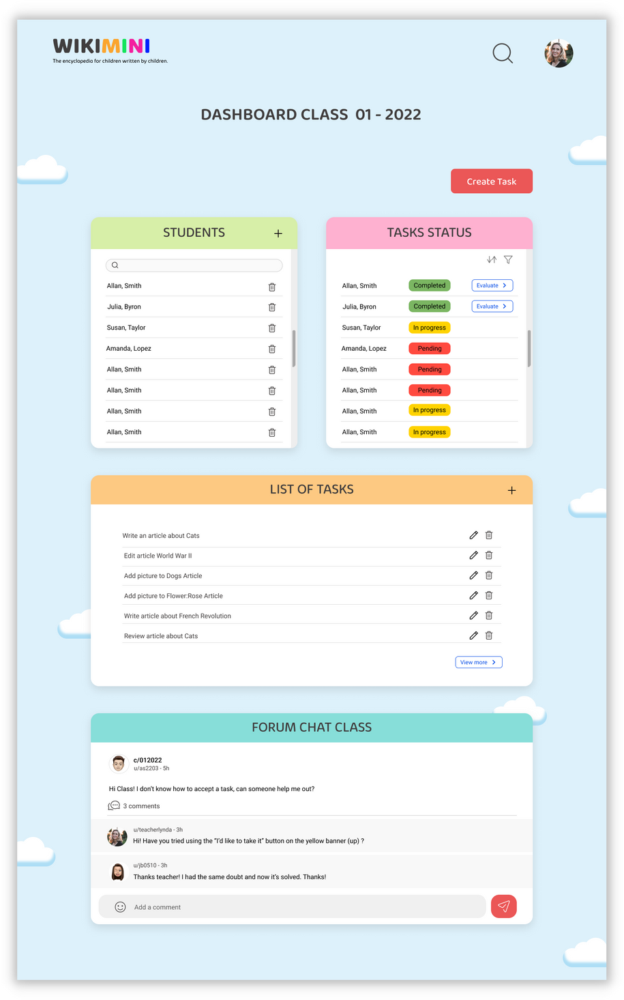 WIKIMINI
The encyclopedia for children written by children.
DASHBOARD CLASS 01 - 2022
Create Task
STUDENTS +
Allan, Smith
Julia, Byron
Susan, Taylor
Amanda, Lopez
Allan, Smith
Allan, Smith
Allan, Smith
Allan, Smith
TASKS STATUS
Allan, Smith Completed Evaluate >
Julia, Byron Completed Evaluate >
Susan, Taylor In progress
Amanda, Lopez Pending
Allan, Smith Pending
Allan, Smith Pending
Allan, Smith In progress
Allan, Smith In progress
LIST OF TASKS +
Write an article about Cats
Edit article World War II
Add picture to Dogs Article
Add picture to Flower:Rose Article
Write article about French Revolution
Review article about Cats
View more >
FORUM CHAT CLASS
c/012022
u/as2203 - 5h
Hi Class! I don't know how to accept a task, can someone help me out?
3 comments
u/teacherlynda - 3h
Hi! Have you tried using the “I'd like to take it” button on the yellow banner (up) ?
u/jb0510 - 3h
Thanks teacher! I had the same doubt and now it's solved. Thanks!
Add a comment